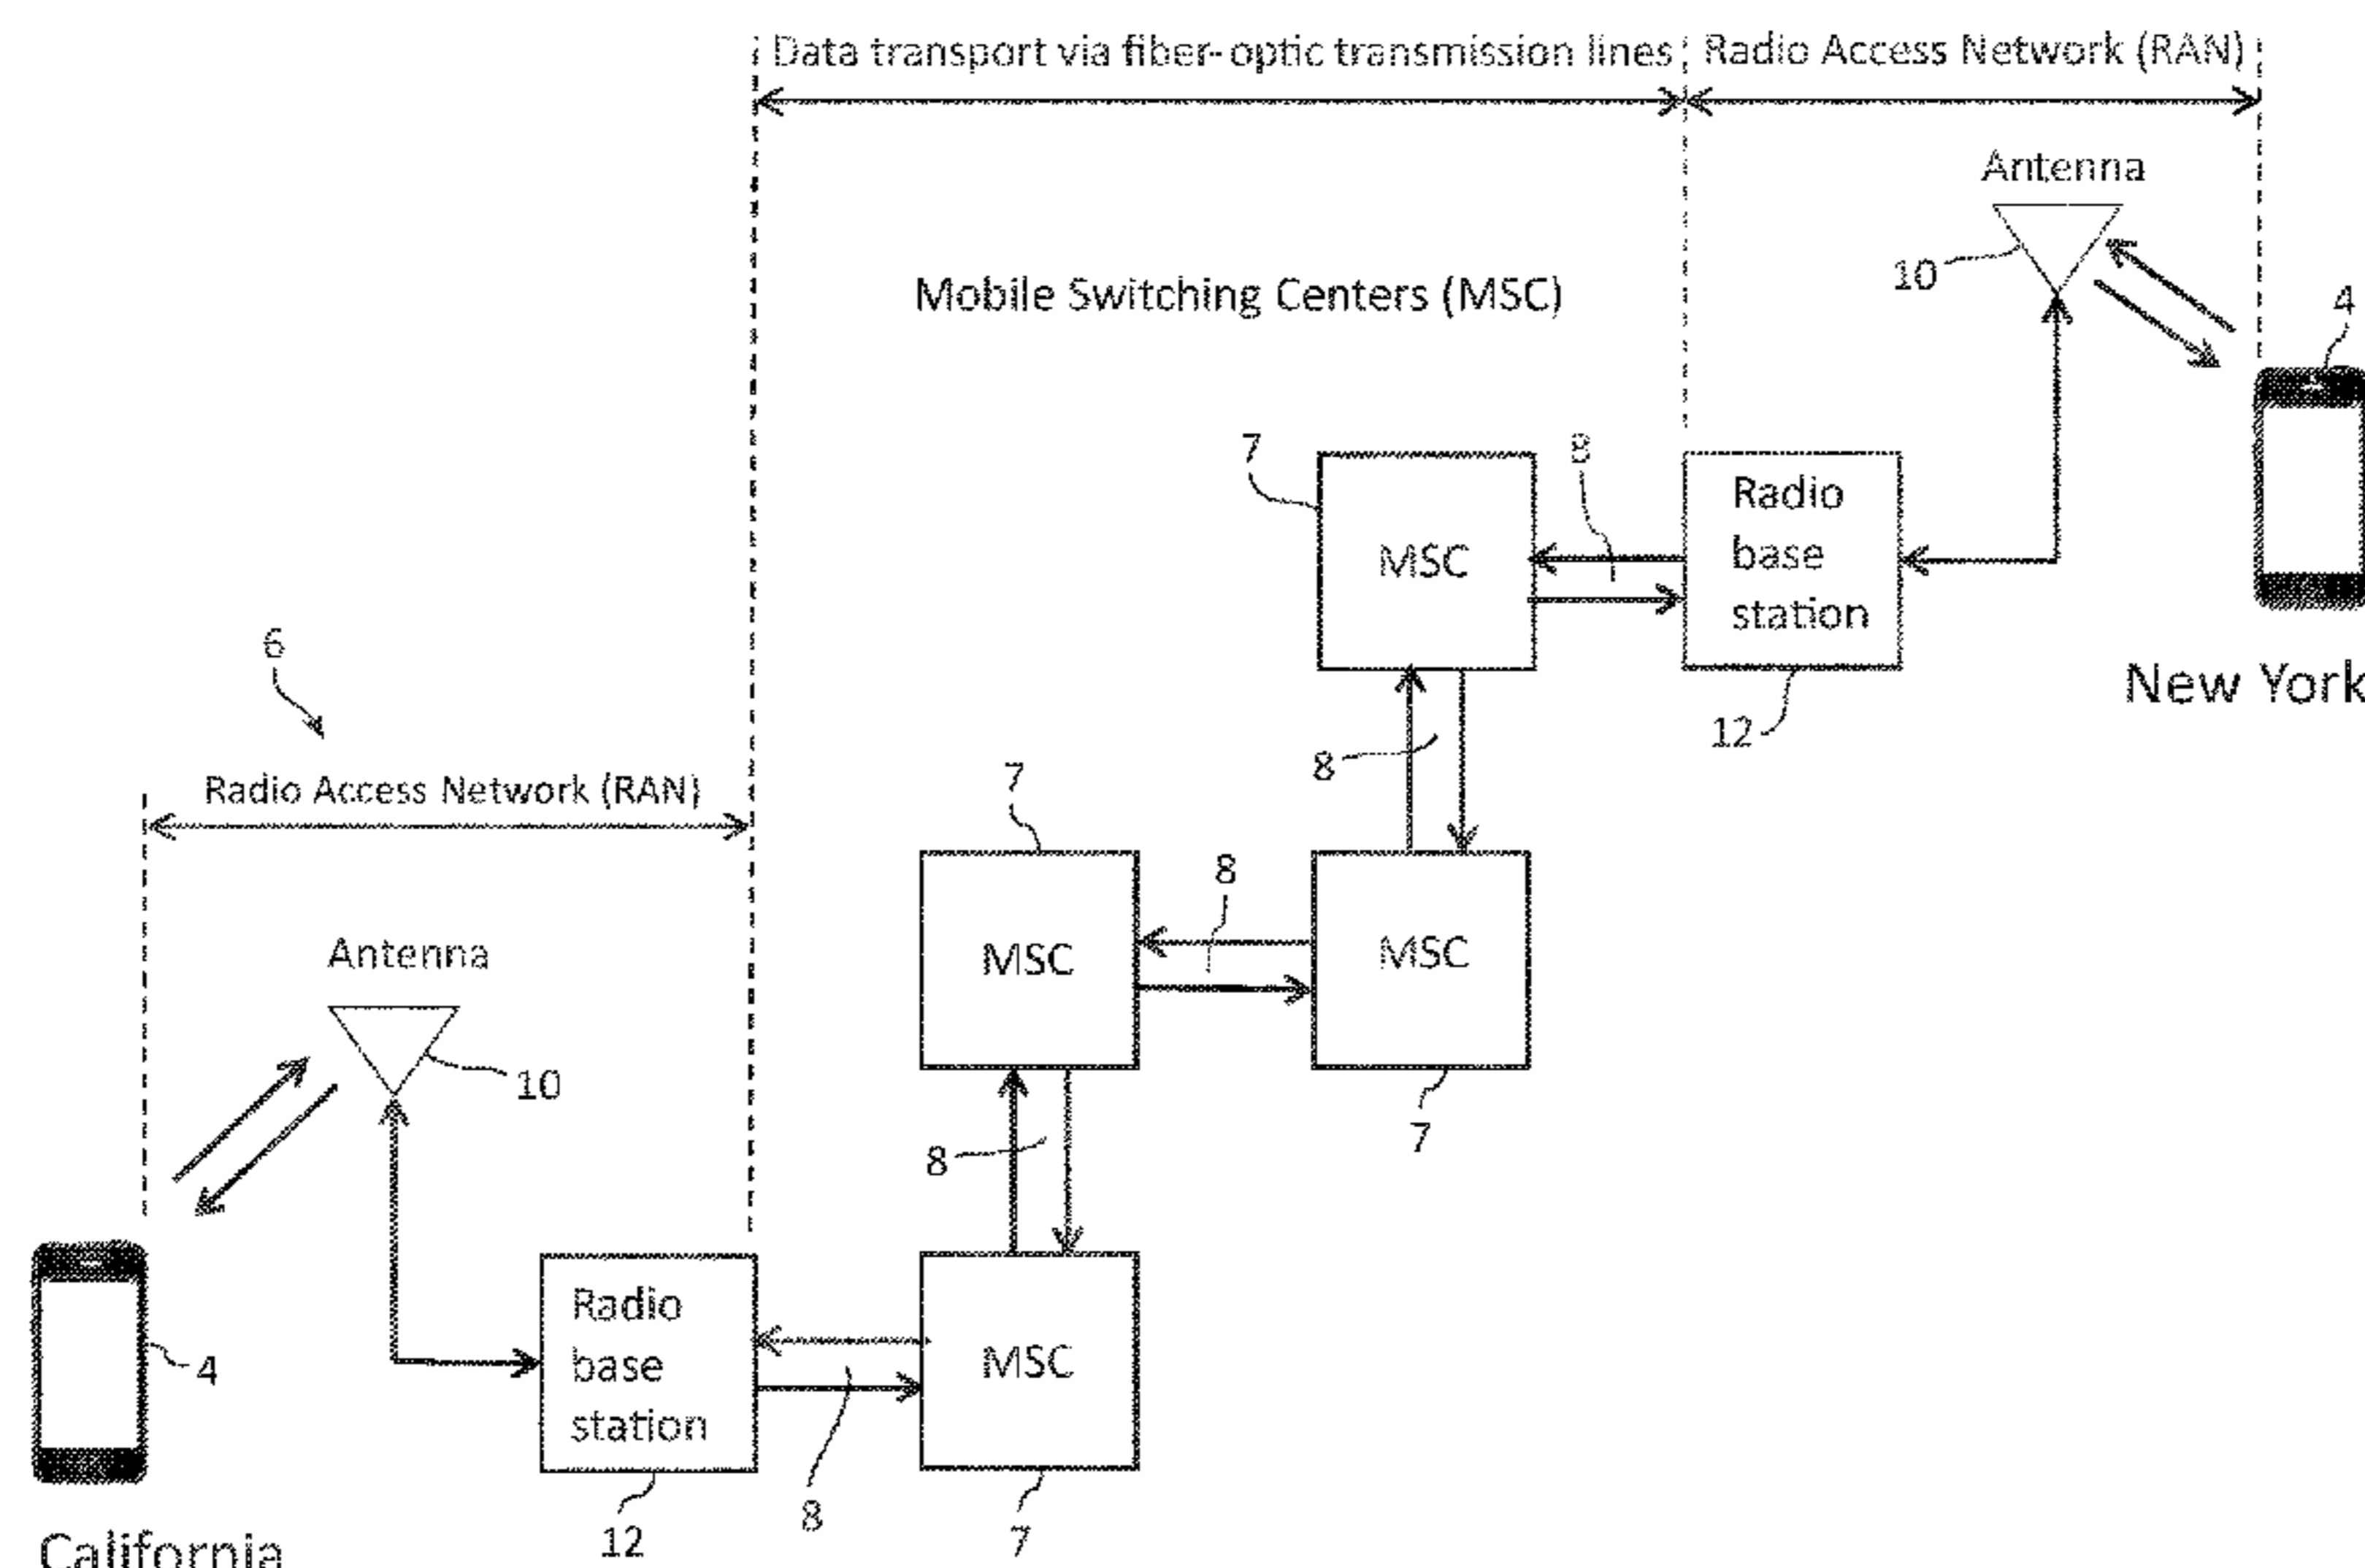 Data transport via fiber-optic transmission lines
Radio Access Network (RAN)
Antenna
10
4
Mobile Switching Centers (MSC)
7
8
MSC
Radio
base
station
12
New York
6
Radio Access Network (RAN)
8
7
8
MSC
MSC
7
Antenna
10
8
4
Radio
base
station
MSC
12
8
7
California